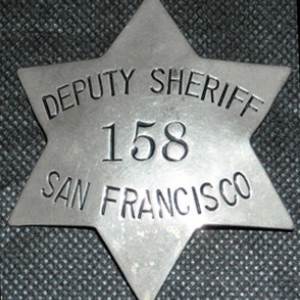 DEPUTY SHERIFF
158
SAN FRANCISCO